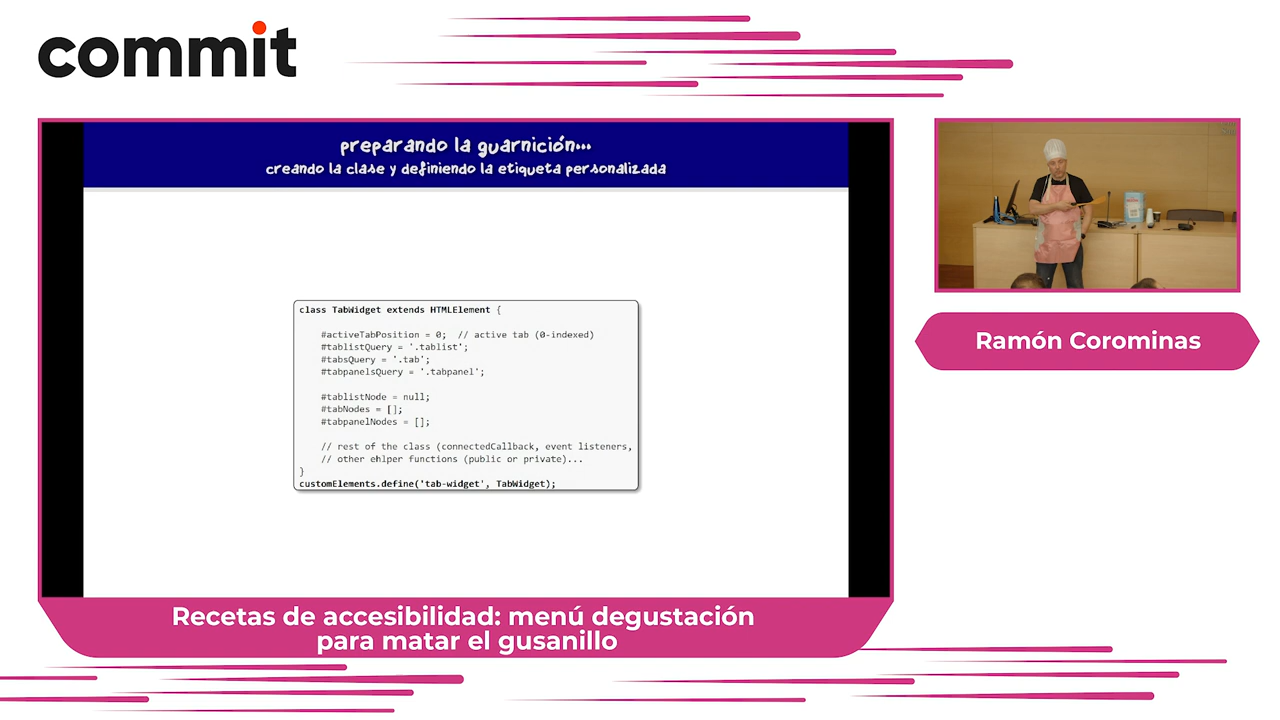 commit
preparando la guarnición...
creando la clase y definiendo la etiqueta personalizada
class TabWidget extends HTMLElement {
#activeTabPosition = 0;  // active tab (0-indexed)
#tablistQuery = '.tablist';
#tabsQuery = '.tab';
#tabpanelsQuery = '.tabpanel';
#tablistNode = null;
#tabNodes = [];
#tabpanelNodes = [];
// rest of the class (connectedCallback, event listeners,
// other ehlper functions (public or private)...
}
customElements.define('tab-widget', TabWidget);
Ramón Corominas
Recetas de accesibilidad: menú degustación
para matar el gusanillo